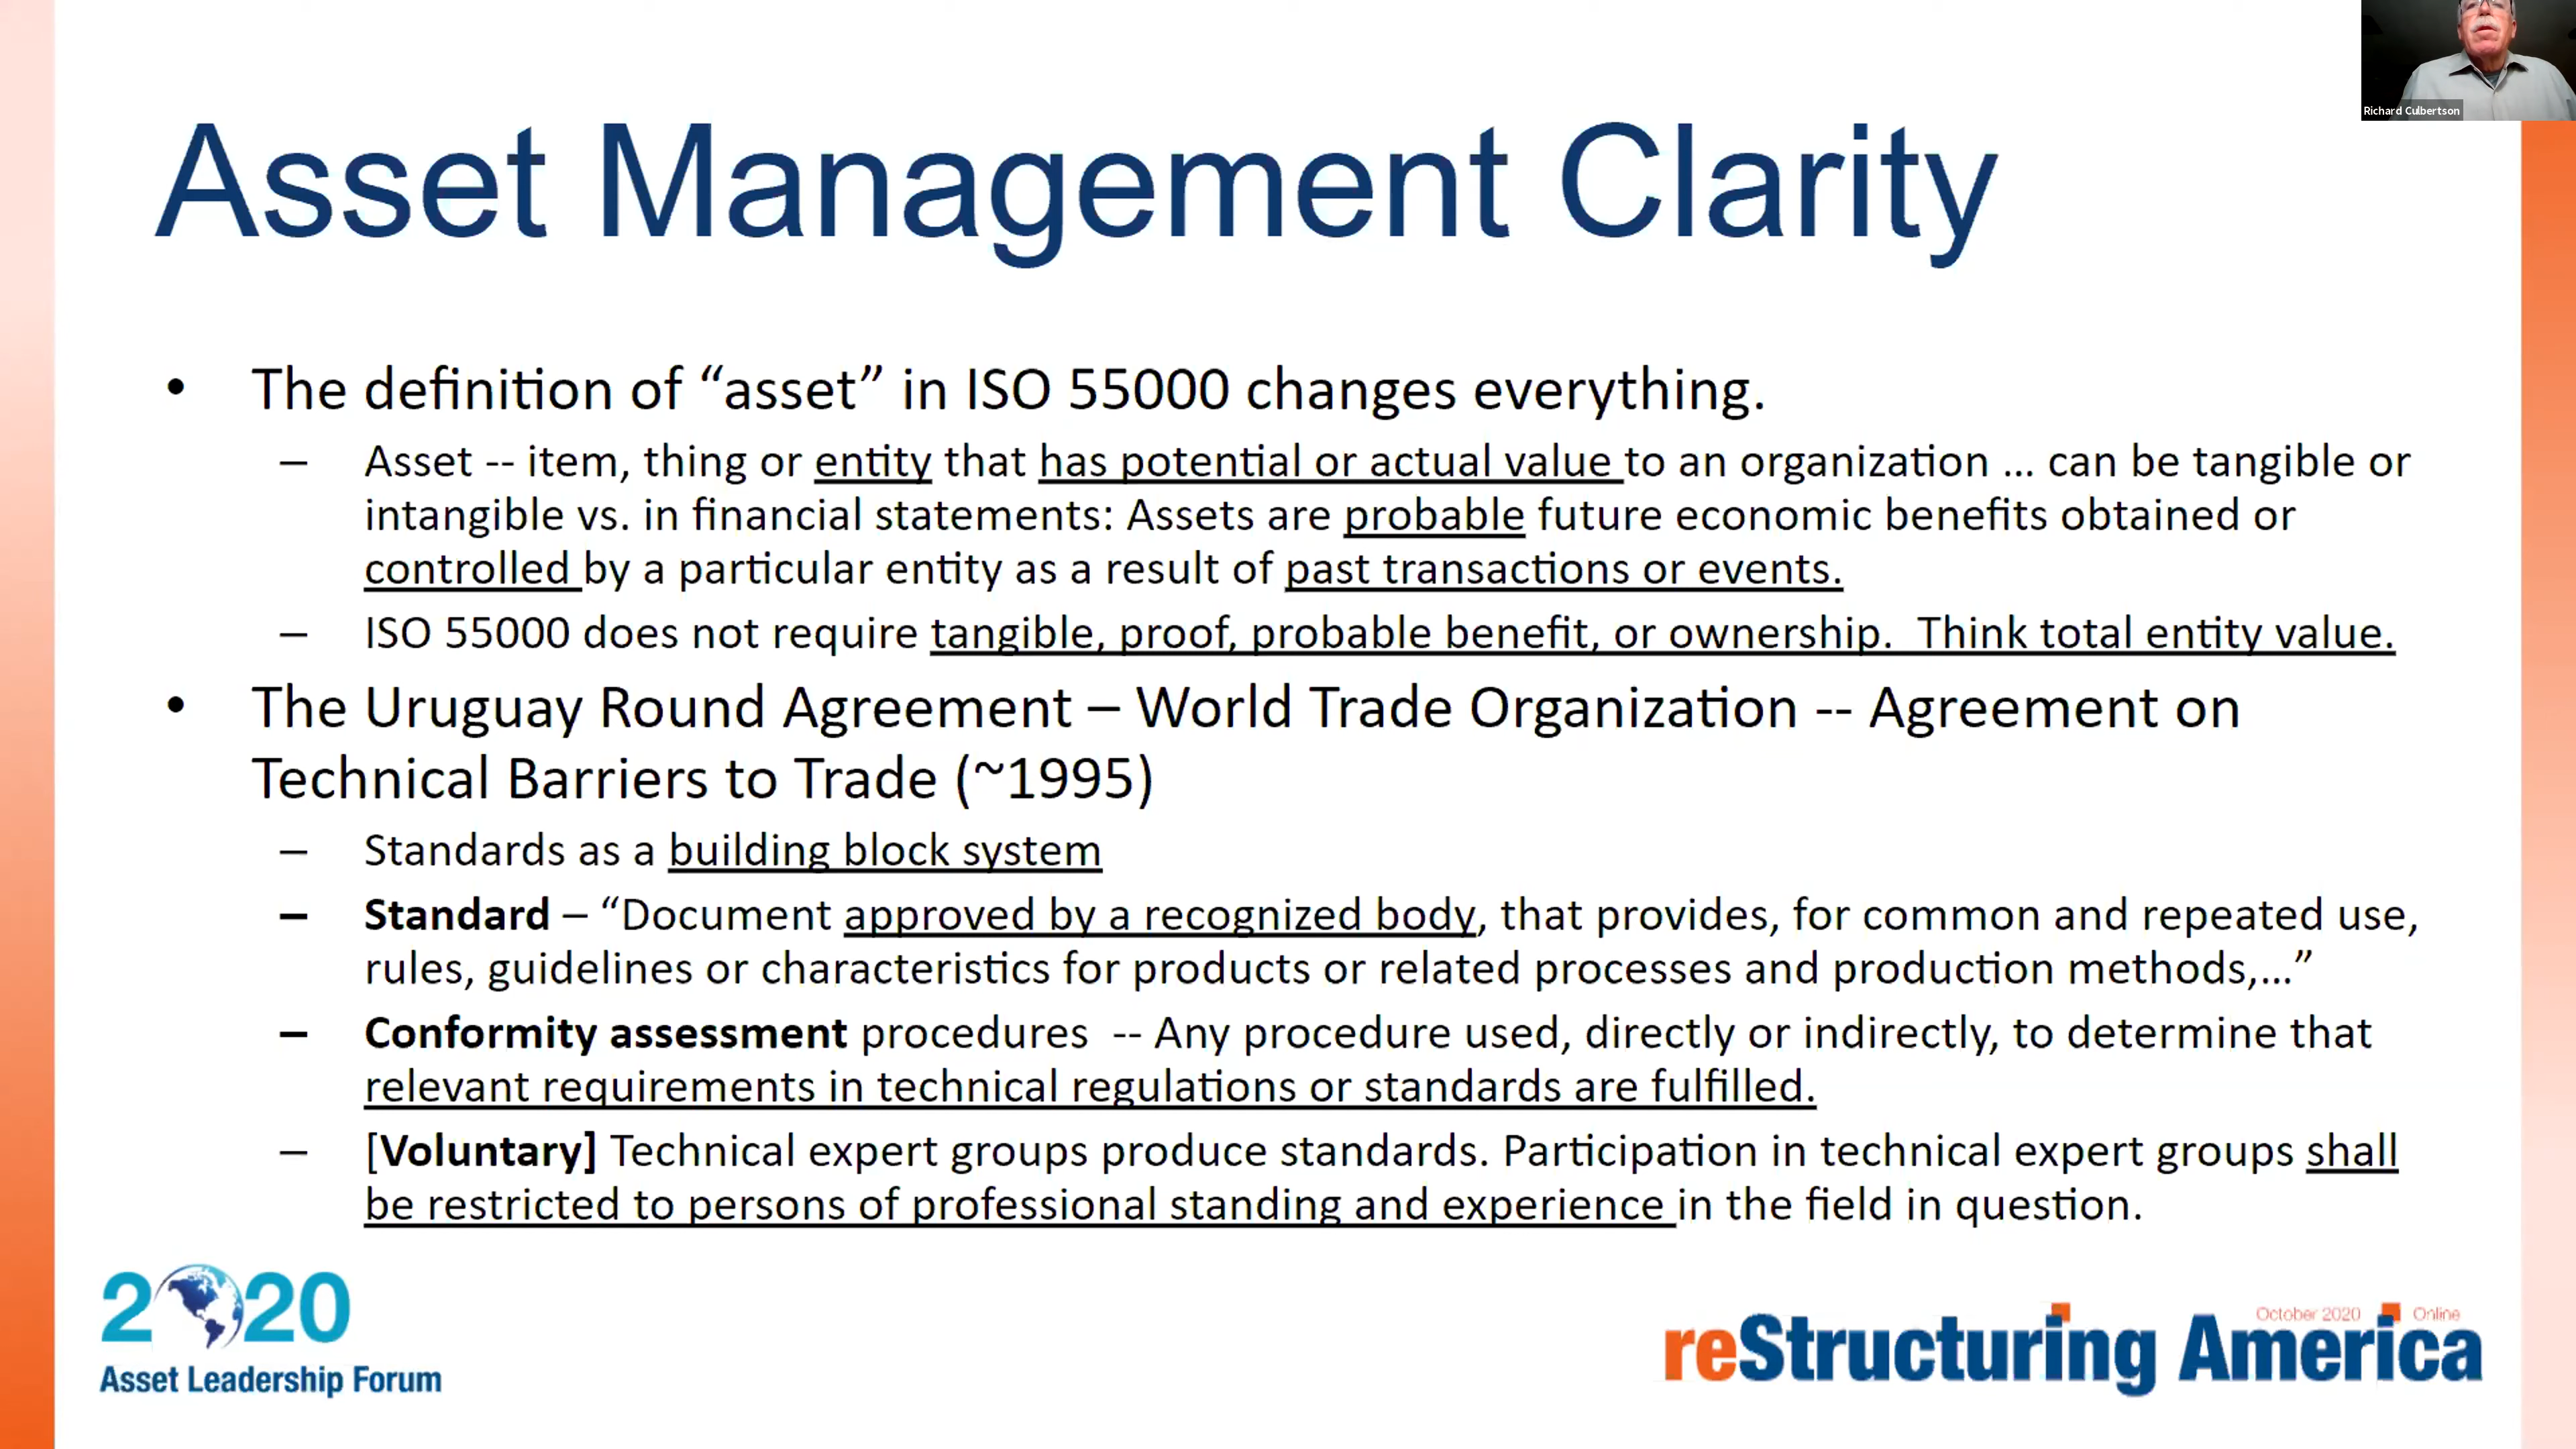 Richard Culbertson
Asset Management Clarity
• The definition of “asset” in ISO 55000 changes everything.
– Asset -- item, thing or entity that has potential or actual value to an organization ... can be tangible or
intangible vs. in financial statements: Assets are probable future economic benefits obtained or
controlled by a particular entity as a result of past transactions or events.
– ISO 55000 does not require tangible, proof, probable benefit, or ownership.  Think total entity value.
• The Uruguay Round Agreement – World Trade Organization -- Agreement on
Technical Barriers to Trade (~1995)
– Standards as a building block system
– Standard – “Document approved by a recognized body, that provides, for common and repeated use,
rules, guidelines or characteristics for products or related processes and production methods,...”
– Conformity assessment procedures  -- Any procedure used, directly or indirectly, to determine that
relevant requirements in technical regulations or standards are fulfilled.
– [Voluntary] Technical expert groups produce standards. Participation in technical expert groups shall
be restricted to persons of professional standing and experience in the field in question.
2020
Asset Leadership Forum
October 2020 Online
reStructuring America